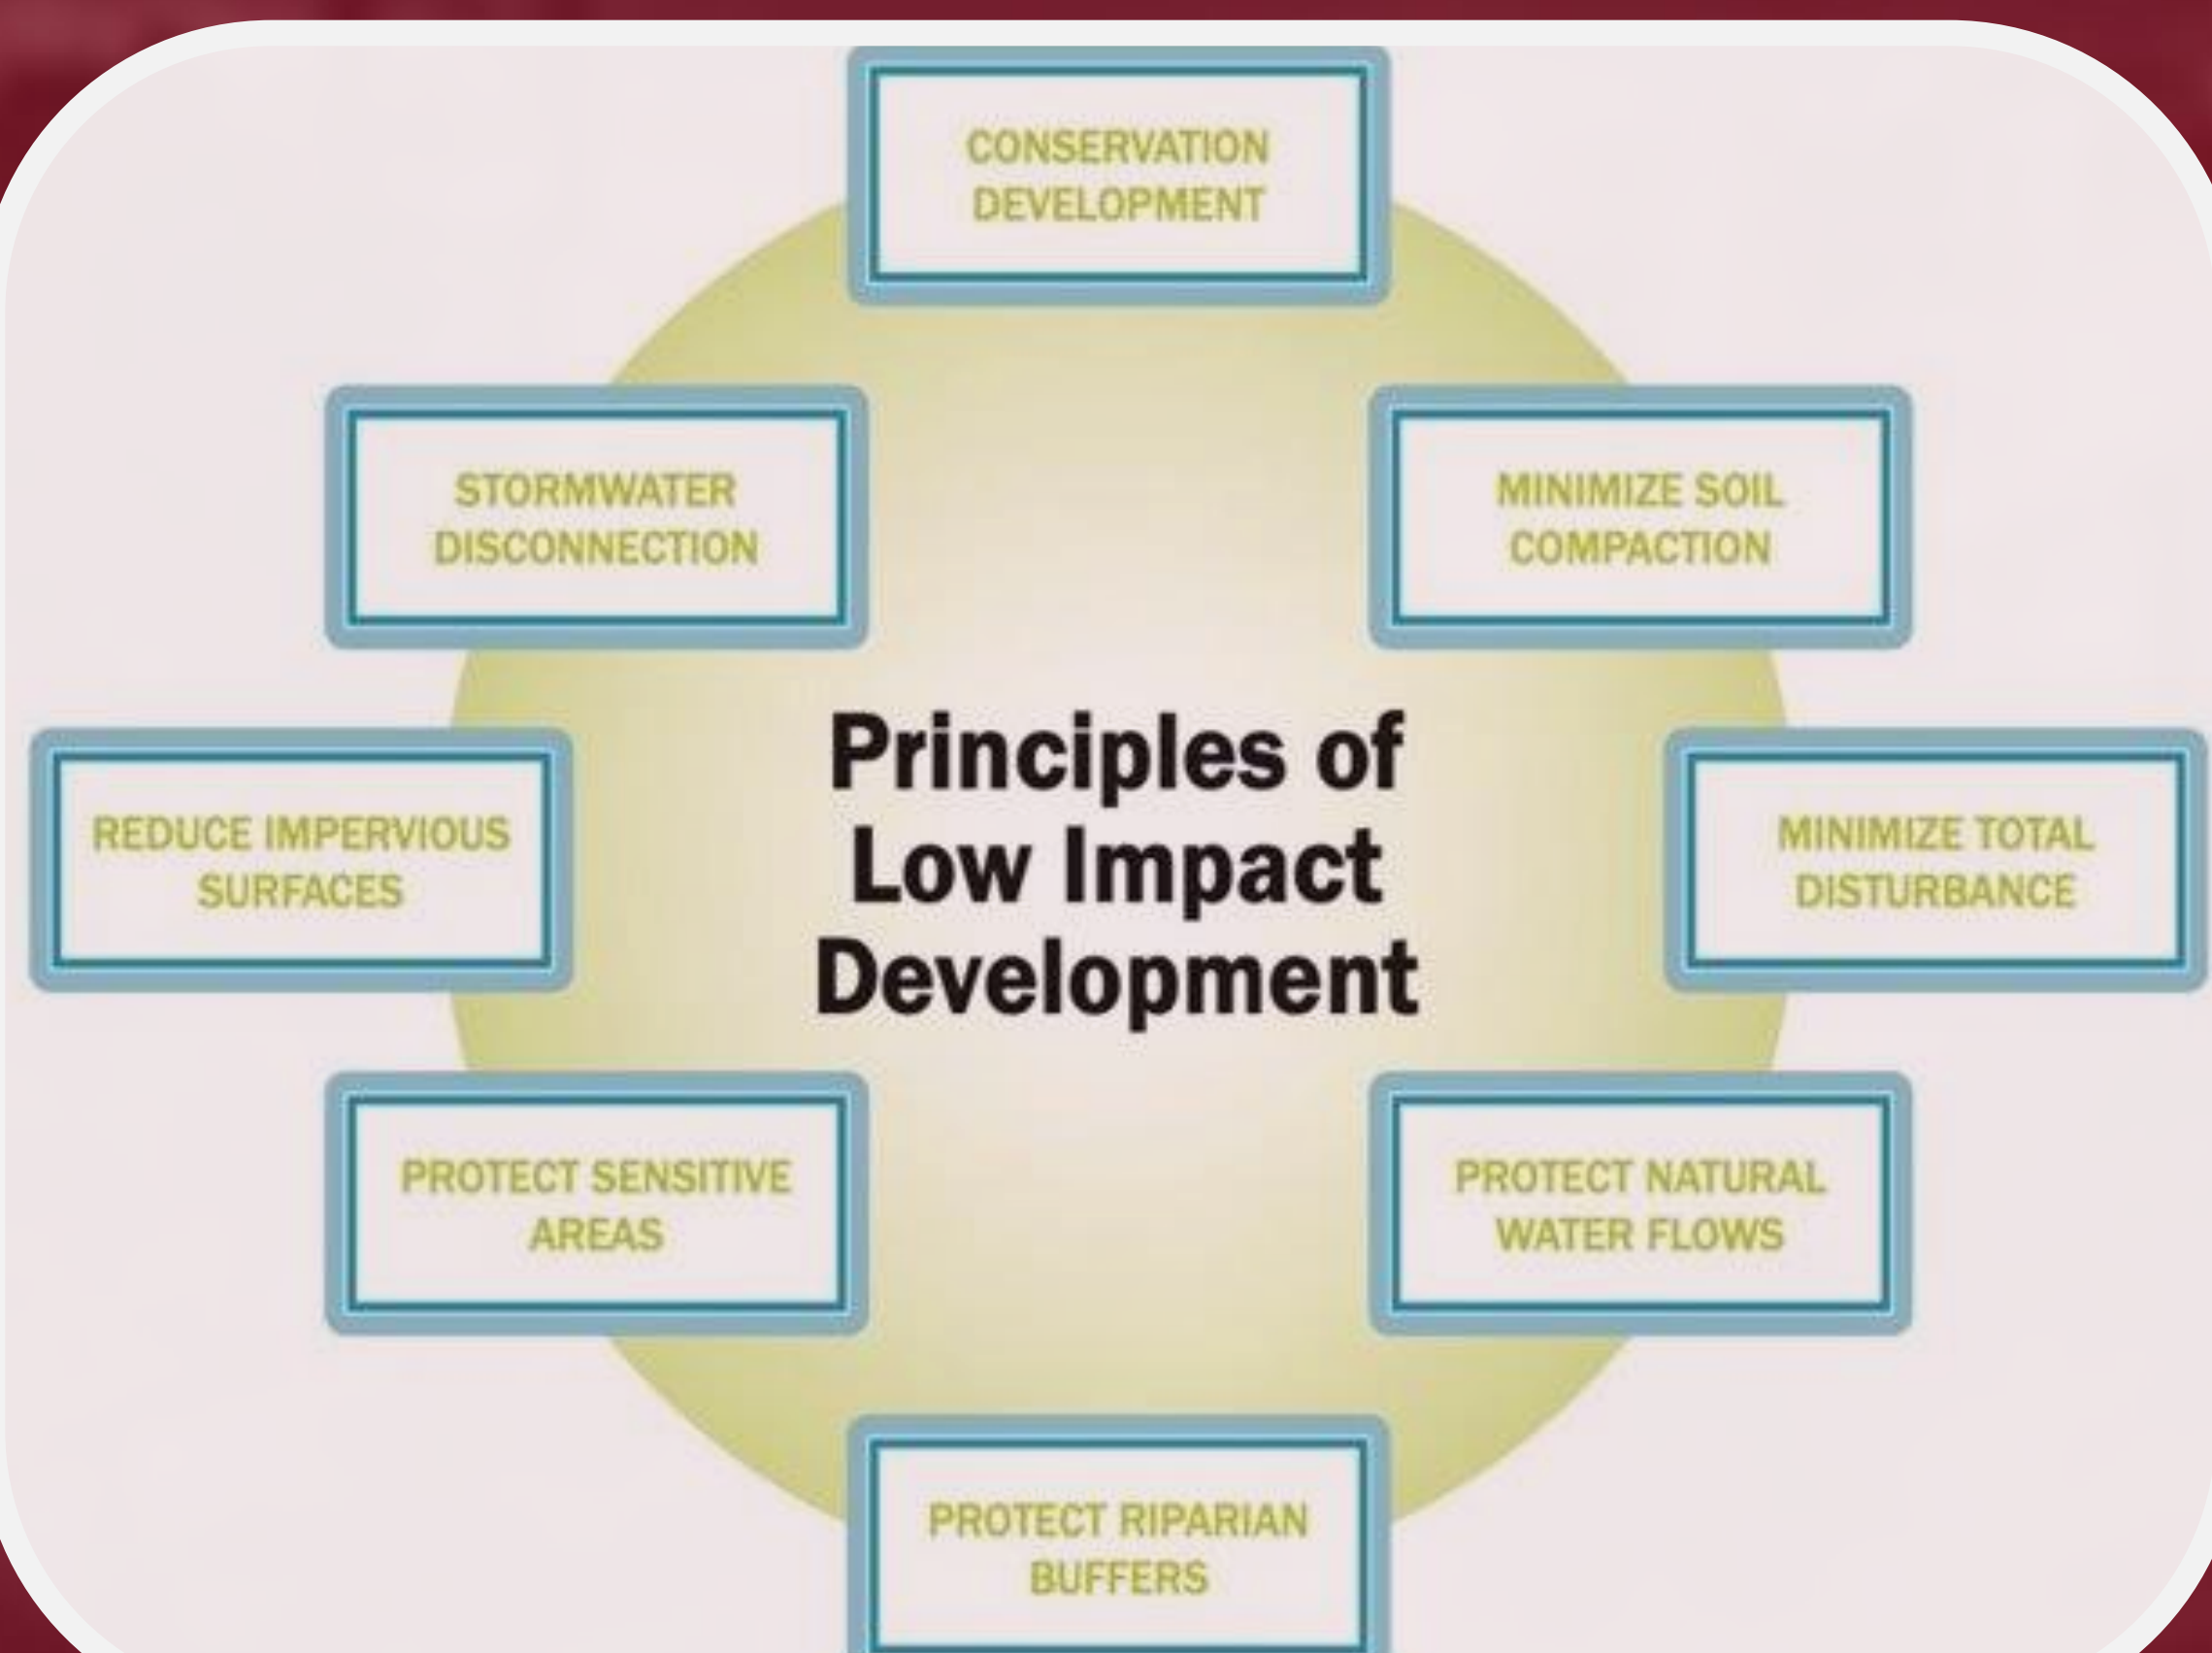 CONSERVATION
DEVELOPMENT
STORMWATER
DISCONNECTION
MINIMIZE SOIL
COMPACTION
Principles of
Low Impact
Development
REDUCE IMPERVIOUS
SURFACES
MINIMIZE TOTAL
DISTURBANCE
PROTECT SENSITIVE
AREAS
PROTECT NATURAL
WATER FLOWS
PROTECT RIPARIAN
BUFFERS